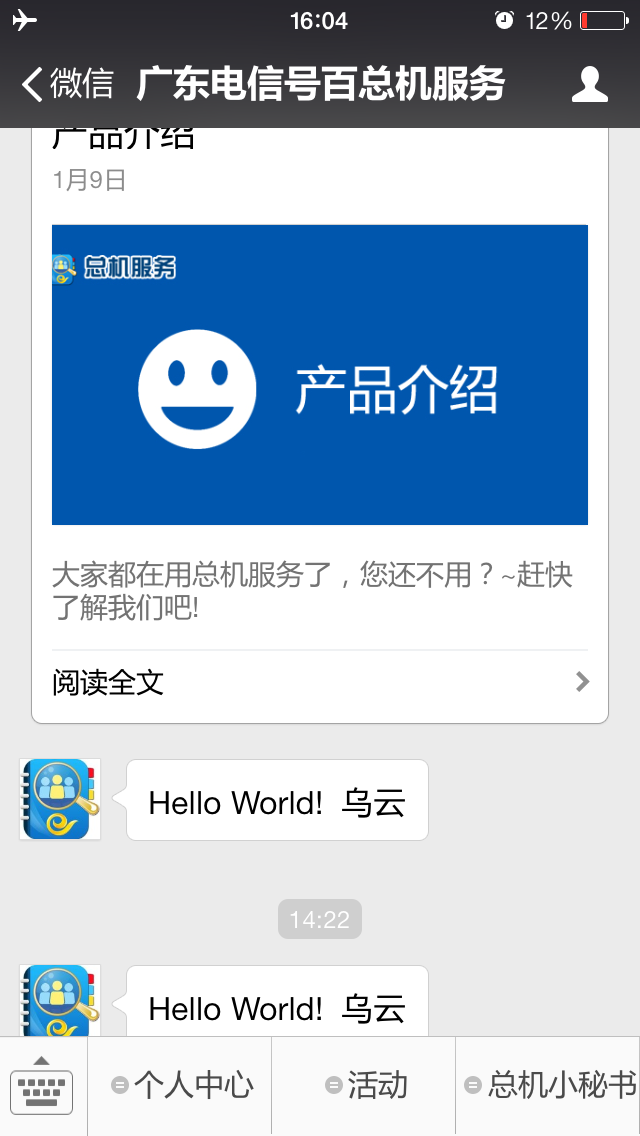 16:04
12%
微信
广东电信号百总机服务
产品介绍
1月9日
总机服务
产品介绍
大家都在用总机服务了，您还不用？~赶快
了解我们吧!
阅读全文
Hello World! 乌云
14:22
Hello World! 乌云
个人中心
活动
总机小秘书